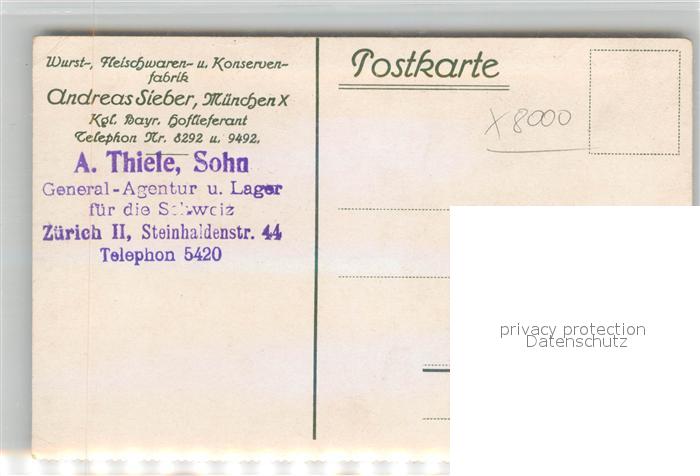 Wurst-, Fleischwaren- u. Konserven-
fabrik
Andreas Sieber, München X
Kgl. Bayr. Hoflieferant
Telephon Nr. 8292 u. 9492.
A. Thiele, Sohn
General-Agentur u. Lager
für die Schweiz
Zürich II, Steinhaldenstr. 44
Telephon 5420
Postkarte
X 8000
privacy protection
Datenschutz